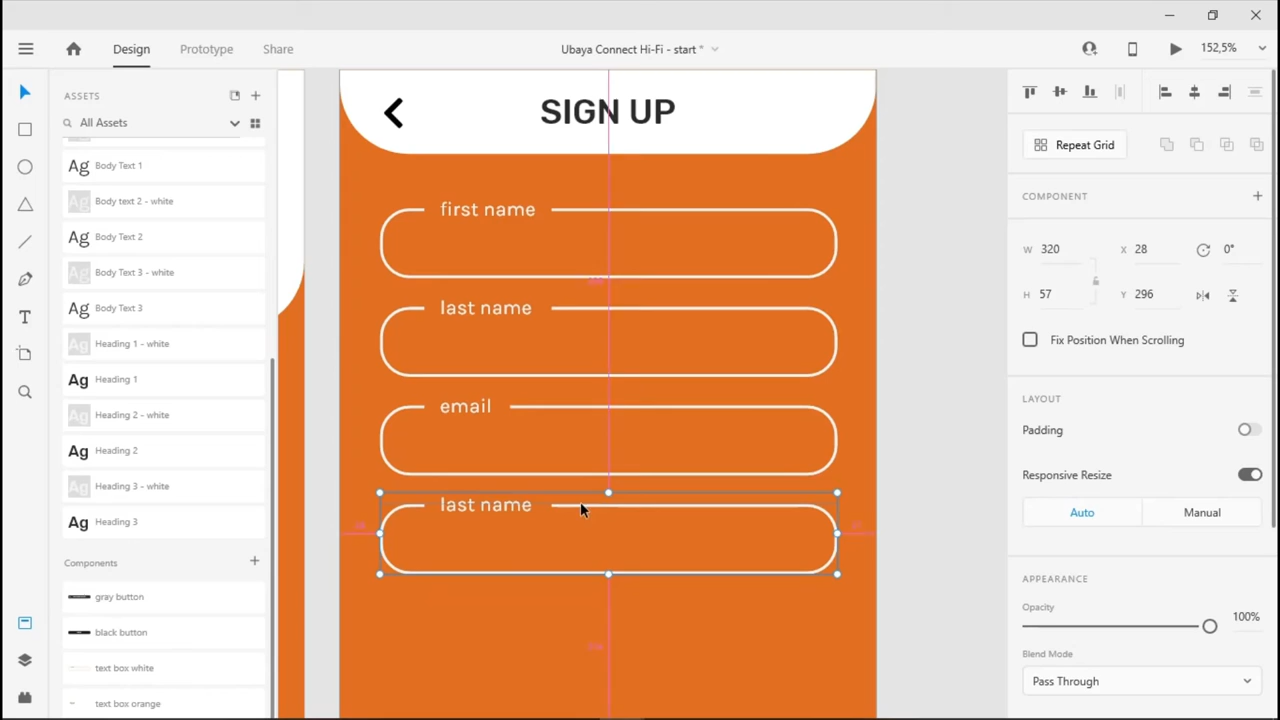 Design
Prototype
Share
Ubaya Connect Hi-Fi - start *
152,5%
ASSETS
All Assets
Ag Body Text 1
Ag Body text 2 - white
Ag Body Text 2
Ag Body Text 3 - white
Ag Body Text 3
Ag Heading 1 - white
Ag Heading 1
Ag Heading 2 - white
Ag Heading 2
Ag Heading 3 - white
Ag Heading 3
Components
gray button
black button
text box white
text box orange
SIGN UP
first name
last name
email
last name
Repeat Grid
COMPONENT
W 320 X 28 0°
H 57 Y 296
Fix Position When Scrolling
LAYOUT
Padding
Responsive Resize
Auto Manual
APPEARANCE
Opacity
100%
Blend Mode
Pass Through